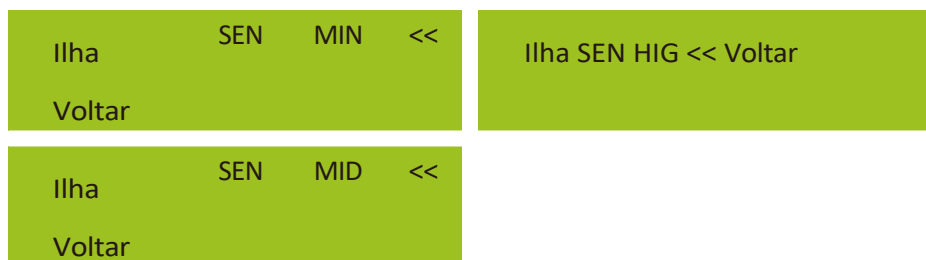 Ilha SEN MIN <<
Voltar
Ilha SEN HIG << Voltar
Ilha SEN MID <<
Voltar